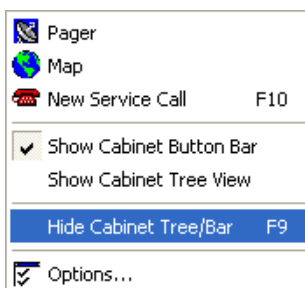 Pager
Map
New Service Call F10
Show Cabinet Button Bar
Show Cabinet Tree View
Hide Cabinet Tree/Bar F9
Options...